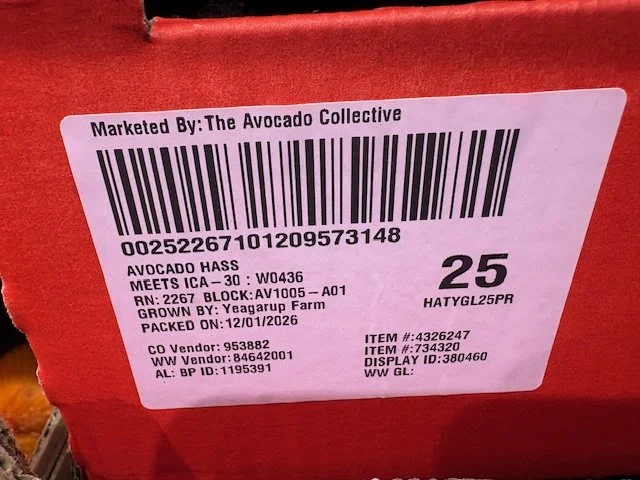 Marketed By: The Avocado Collective
00252267101209573148
AVOCADO HASS
MEETS ICA-30 : W0436
RN: 2267 BLOCK:AV1005-A01
GROWN BY: Yeagarup Farm
PACKED ON: 12/01/2026
25
HATYGL25PR
CO Vendor: 953882
WW Vendor: 84642001
AL: BP ID: 1195391
ITEM #: 4326247
ITEM #: 734320
DISPLAY ID: 380460
WW GL: